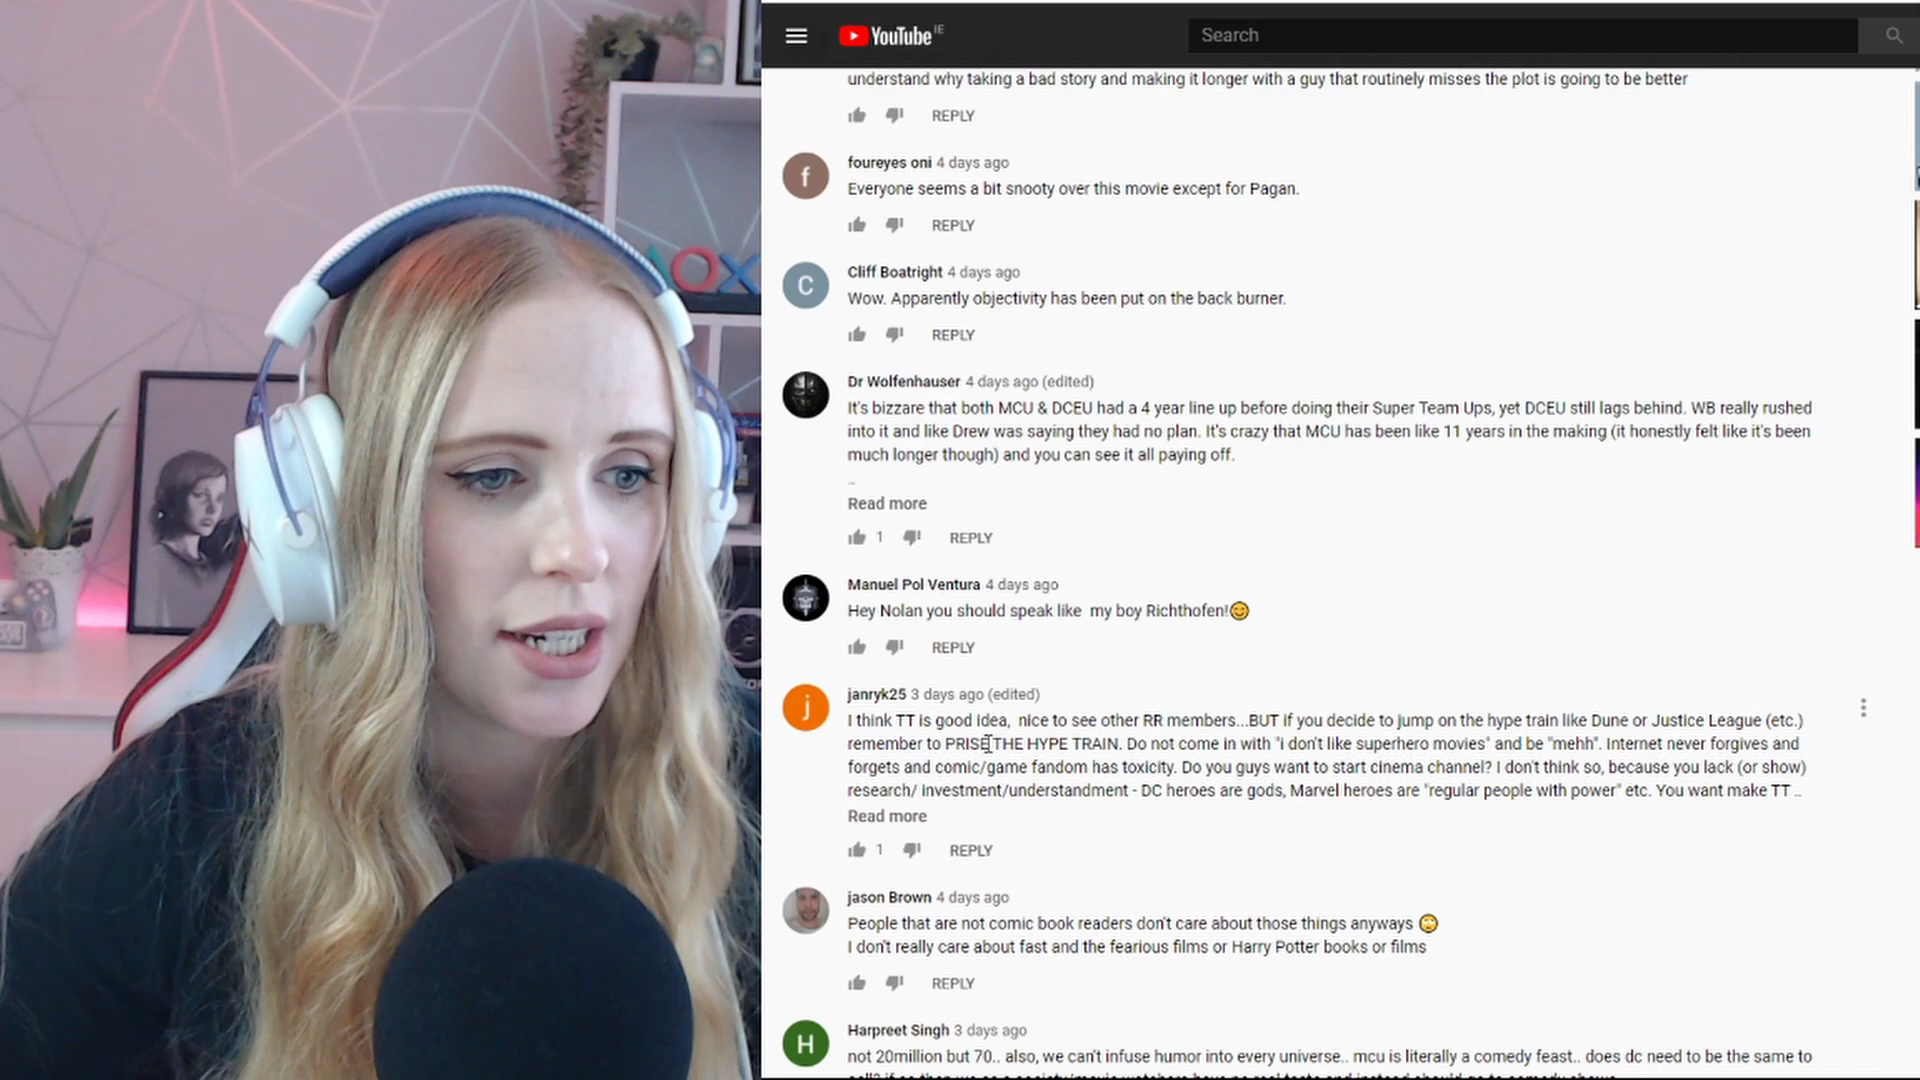 YouTube IE
Search
understand why taking a bad story and making it longer with a guy that routinely misses the plot is going to be better
REPLY
foureyes oni 4 days ago
f
Everyone seems a bit snooty over this movie except for Pagan.
REPLY
Cliff Boatright 4 days ago
C
Wow. Apparently objectivity has been put on the back burner.
REPLY
Dr Wolfenhauser 4 days ago (edited)
It's bizzare that both MCU & DCEU had a 4 year line up before doing their Super Team Ups, yet DCEU still lags behind. WB really rushed
into it and like Drew was saying they had no plan. It's crazy that MCU has been like 11 years in the making (it honestly felt like it's been
much longer though) and you can see it all paying off.
..
Read more
1 REPLY
Manuel Pol Ventura 4 days ago
Hey Nolan you should speak like my boy Richthofen!😊
REPLY
janryk25 3 days ago (edited)
j
I think TT is good idea, nice to see other RR members...BUT if you decide to jump on the hype train like Dune or Justice League (etc.)
remember to PRISE THE HYPE TRAIN. Do not come in with "i don't like superhero movies" and be "mehh". Internet never forgives and
forgets and comic/game fandom has toxicity. Do you guys want to start cinema channel? I don't think so, because you lack (or show)
research/ investment/understandment - DC heroes are gods, Marvel heroes are "regular people with power" etc. You want make TT ..
Read more
1 REPLY
jason Brown 4 days ago
People that are not comic book readers don't care about those things anyways 🙄
I don't really care about fast and the fearious films or Harry Potter books or films
REPLY
Harpreet Singh 3 days ago
H
not 20million but 70.. also, we can't infuse humor into every universe.. mcu is literally a comedy feast.. does dc need to be the same to